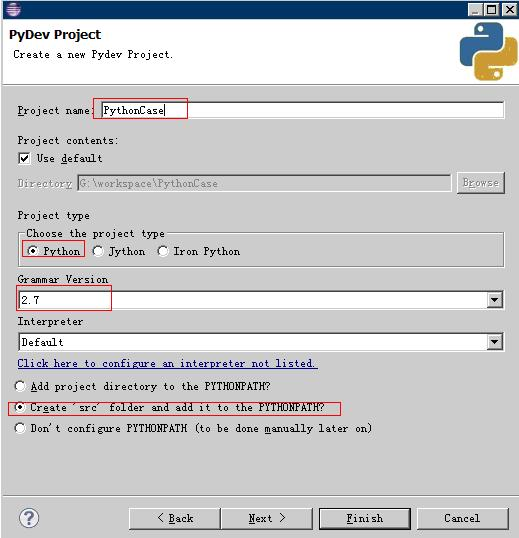 PyDev Project
Create a new Pydev Project.
Project name: PythonCase
Project contents:
Use default
Directory G:\workspace\PythonCase Browse
Project type
Choose the project type
Python Jython Iron Python
Grammar Version
2.7
Interpreter
Default
Click here to configure an interpreter not listed.
Add project directory to the PYTHONPATH?
Create 'src' folder and add it to the PYTHONPATH?
Don't configure PYTHONPATH (to be done manually later on)
? < Back Next > Finish Cancel